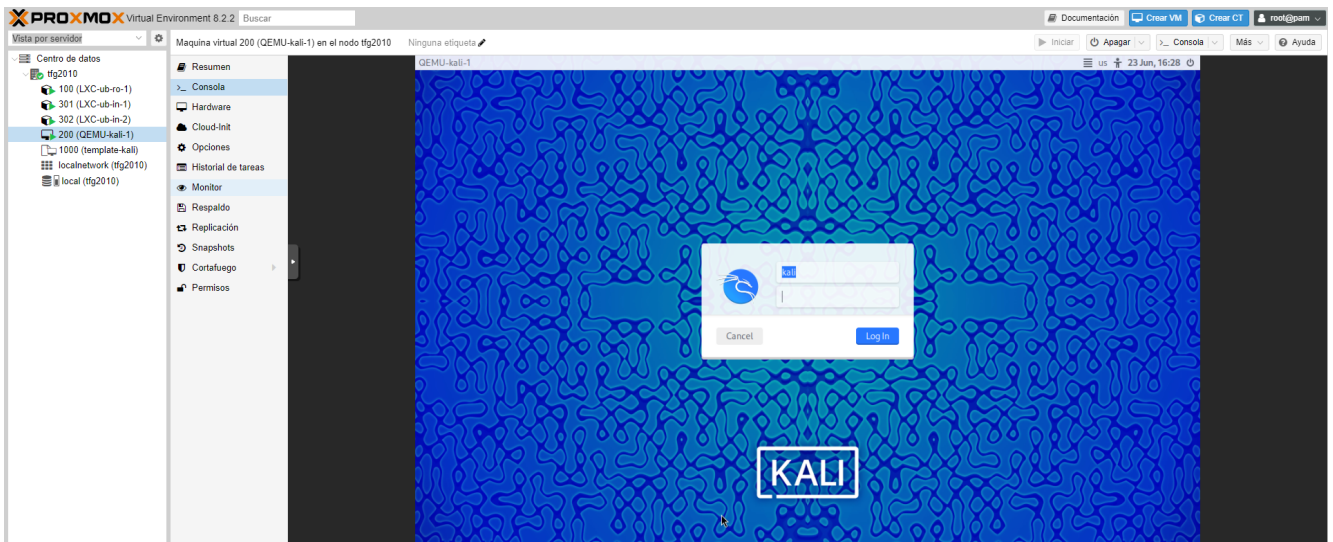 PROXMOX Virtual Environment 8.2.2 Buscar Documentación Crear VM Crear CT root@pam
Vista por servidor
Maquina virtual 200 (QEMU-kali-1) en el nodo tfg2010 Ninguna etiqueta Iniciar Apagar >_ Consola Más Ayuda
Centro de datos
tfg2010
100 (LXC-ub-ro-1)
301 (LXC-ub-in-1)
302 (LXC-ub-in-2)
200 (QEMU-kali-1)
1000 (template-kali)
localnetwork (tfg2010)
local (tfg2010)
Resumen
>_ Consola
Hardware
Cloud-Init
Opciones
Historial de tareas
Monitor
Respaldo
Replicación
Snapshots
Cortafuego
Permisos
QEMU-kali-1 us 23 Jun, 16:28
kali
Cancel Log In
KALI